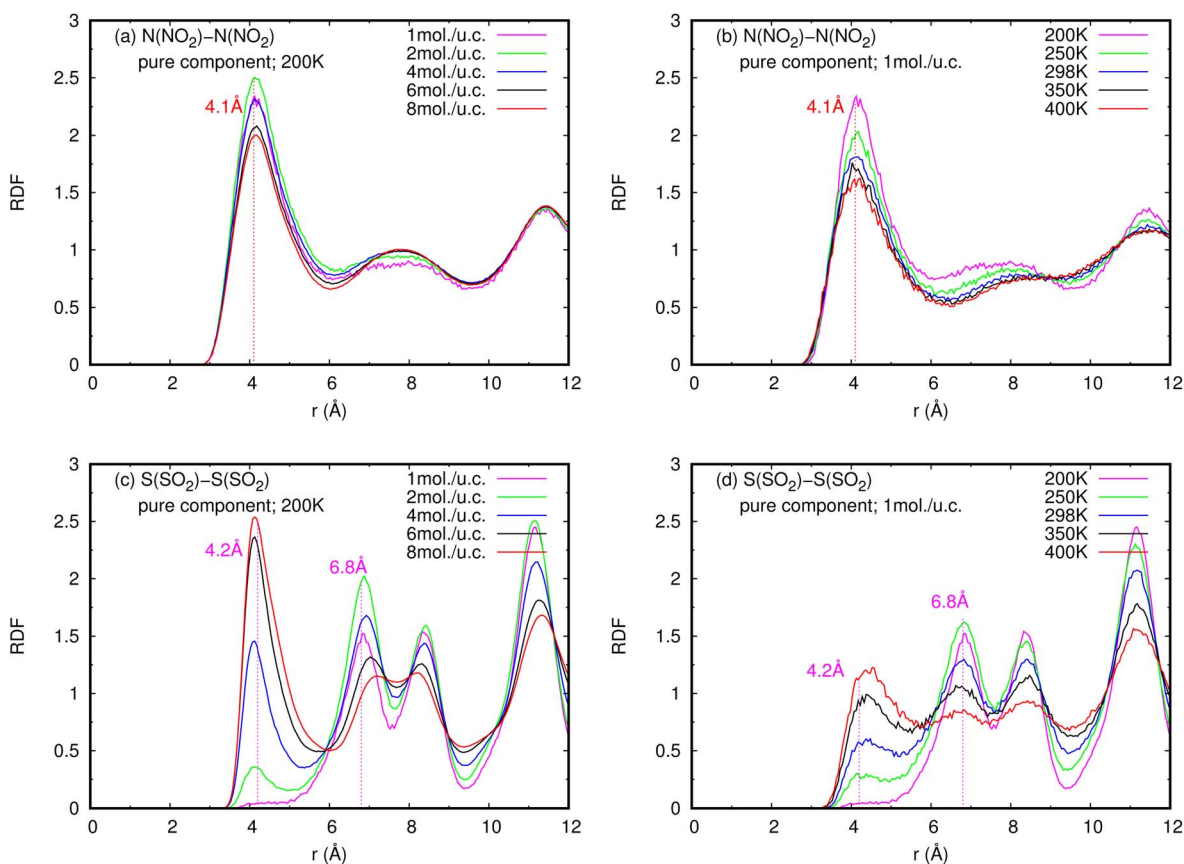 (a) N(NO2)−N(NO2)
pure component; 200K
1mol./u.c.
2mol./u.c.
4mol./u.c.
6mol./u.c.
8mol./u.c.
4.1Å
RDF
3
2.5
2
1.5
1
0.5
0
0 2 4 6 8 10 12
r (Å)
(b) N(NO2)−N(NO2)
pure component; 1mol./u.c.
200K
250K
298K
350K
400K
4.1Å
RDF
3
2.5
2
1.5
1
0.5
0
0 2 4 6 8 10 12
r (Å)
(c) S(SO2)−S(SO2)
pure component; 200K
1mol./u.c.
2mol./u.c.
4mol./u.c.
6mol./u.c.
8mol./u.c.
4.2Å
6.8Å
RDF
3
2.5
2
1.5
1
0.5
0
0 2 4 6 8 10 12
r (Å)
(d) S(SO2)−S(SO2)
pure component; 1mol./u.c.
200K
250K
298K
350K
400K
6.8Å
4.2Å
RDF
3
2.5
2
1.5
1
0.5
0
0 2 4 6 8 10 12
r (Å)